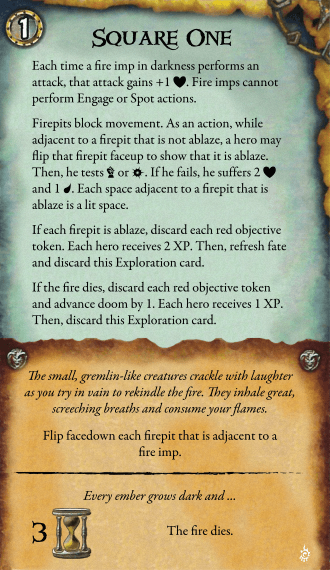 1
Square One
Each time a fire imp in darkness performs an
attack, that attack gains +1 ♥. Fire imps cannot
perform Engage or Spot actions.
Firepits block movement. As an action, while
adjacent to a firepit that is not ablaze, a hero may
flip that firepit faceup to show that it is ablaze.
Then, he tests or . If he fails, he suffers 2 ♥
and 1 . Each space adjacent to a firepit that is
ablaze is a lit space.
If each firepit is ablaze, discard each red objective
token. Each hero receives 2 XP. Then, refresh fate
and discard this Exploration card.
If the fire dies, discard each red objective token
and advance doom by 1. Each hero receives 1 XP.
Then, discard this Exploration card.
The small, gremlin-like creatures crackle with laughter
as you try in vain to rekindle the fire. They inhale great,
screeching breaths and consume your flames.
Flip facedown each firepit that is adjacent to a
fire imp.
Every ember grows dark and ...
3
The fire dies.